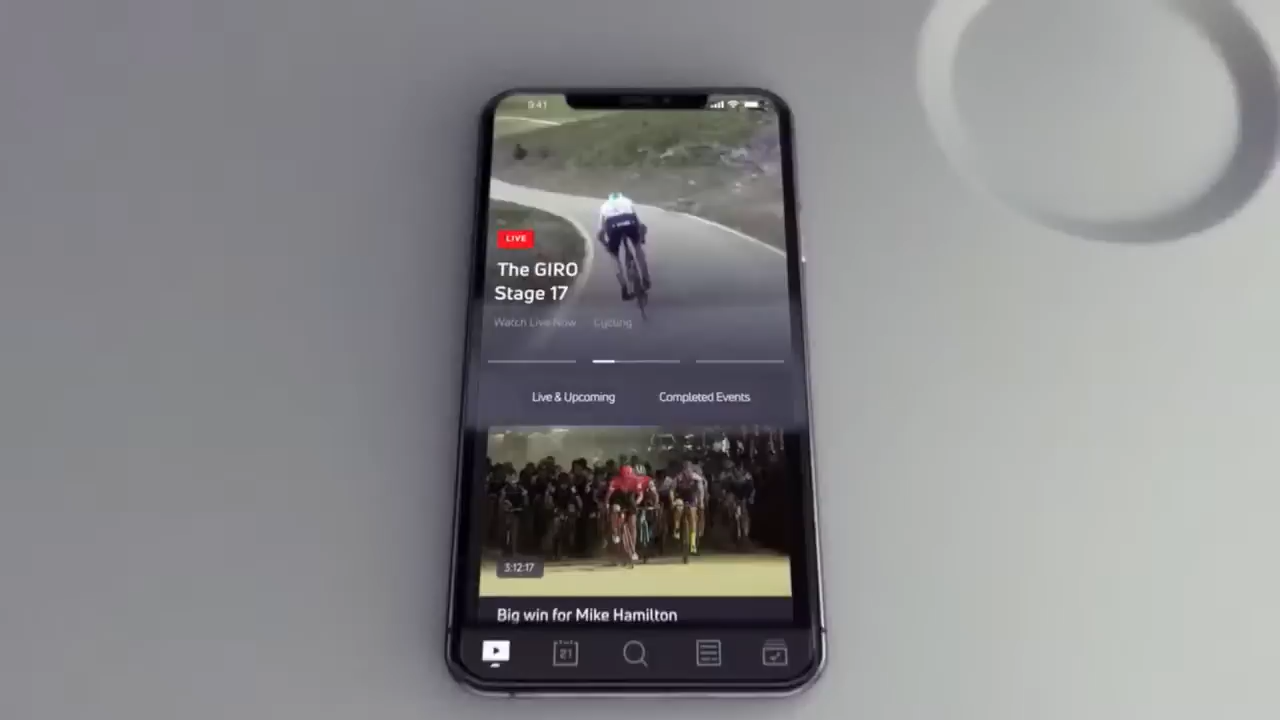 9:41
LIVE
The GIRO
Stage 17
Watch Live Now Cycling
Live & Upcoming Completed Events
3:12:17
Big win for Mike Hamilton
21